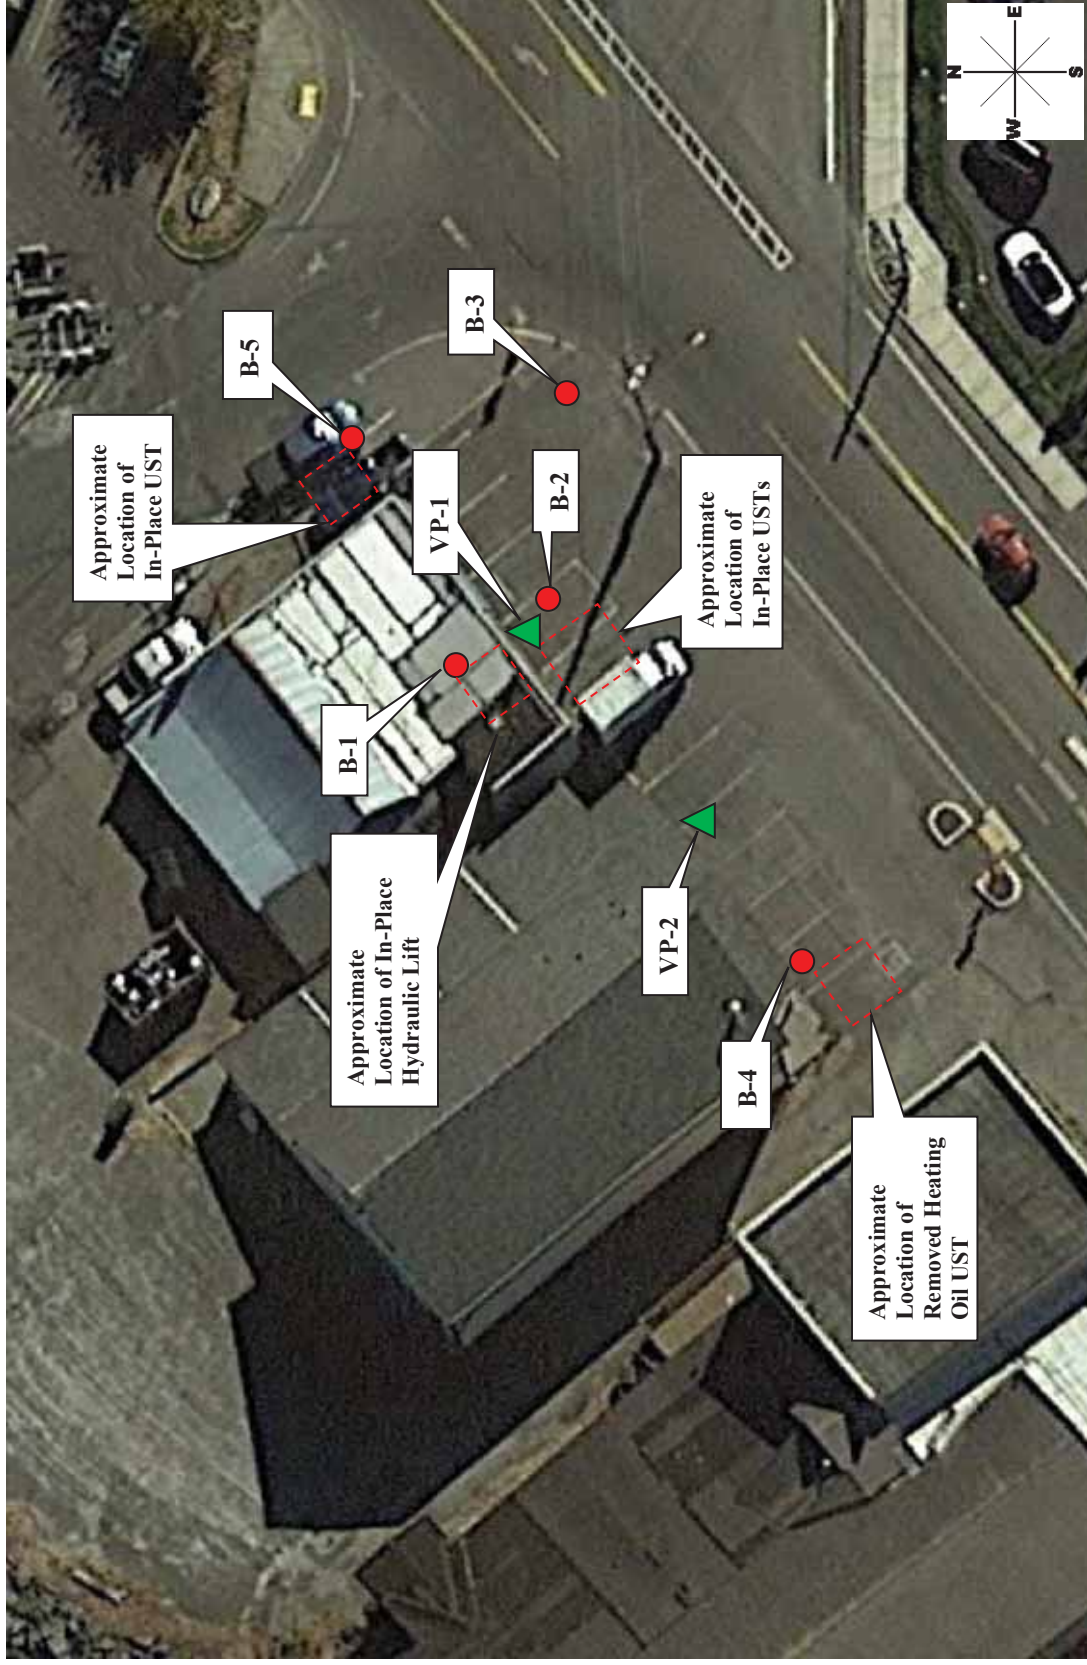 Approximate
Location of
In-Place UST
B-5
B-3
VP-1
B-2
B-1
Approximate
Location of
In-Place USTs
Approximate
Location of In-Place
Hydraulic Lift
VP-2
B-4
Approximate
Location of
Removed Heating
Oil UST
N
E
S
W